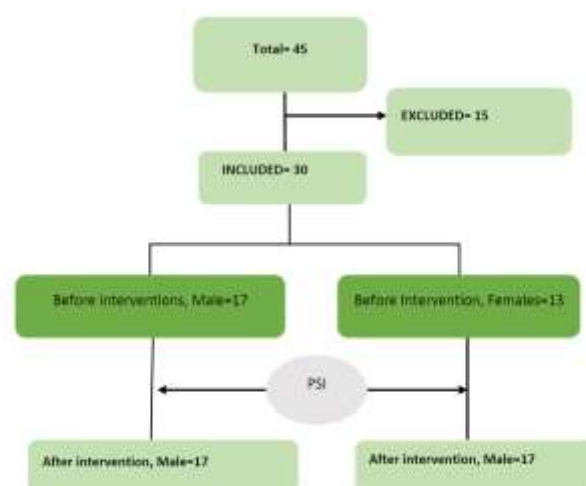 Total= 45
EXCLUDED= 15
INCLUDED= 30
Before interventions, Male=17
Before Intervention, Females=13
PSI
After intervention, Male=17
After intervention, Male=17